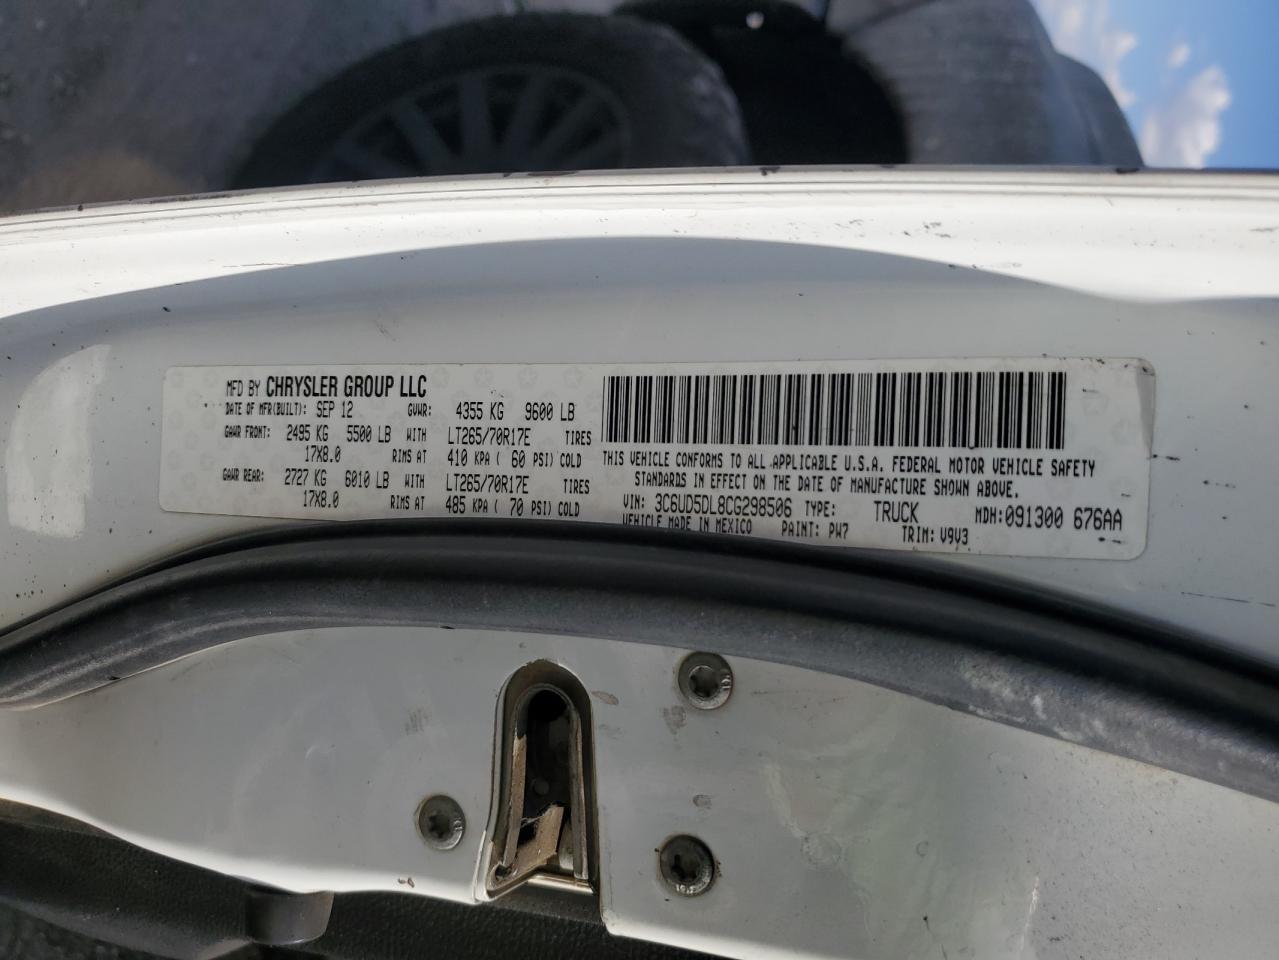 MFD BY CHRYSLER GROUP LLC
DATE OF MFR(BUILT): SEP 12 GVWR: 4355 KG 9600 LB
GAWR FRONT: 2495 KG 5500 LB WITH LT265/70R17E TIRES
17X8.0 RIMS AT 410 KPA ( 60 PSI) COLD
GAWR REAR: 2727 KG 6010 LB WITH LT265/70R17E TIRES
17X8.0 RIMS AT 485 KPA ( 70 PSI) COLD
THIS VEHICLE CONFORMS TO ALL APPLICABLE U.S.A. FEDERAL MOTOR VEHICLE SAFETY
STANDARDS IN EFFECT ON THE DATE OF MANUFACTURE SHOWN ABOVE.
VIN: 3C6UD5DL8CG298506 TYPE: TRUCK MDH:091300 676AA
VEHICLE MADE IN MEXICO PAINT: PW7 TRIM: V9V3